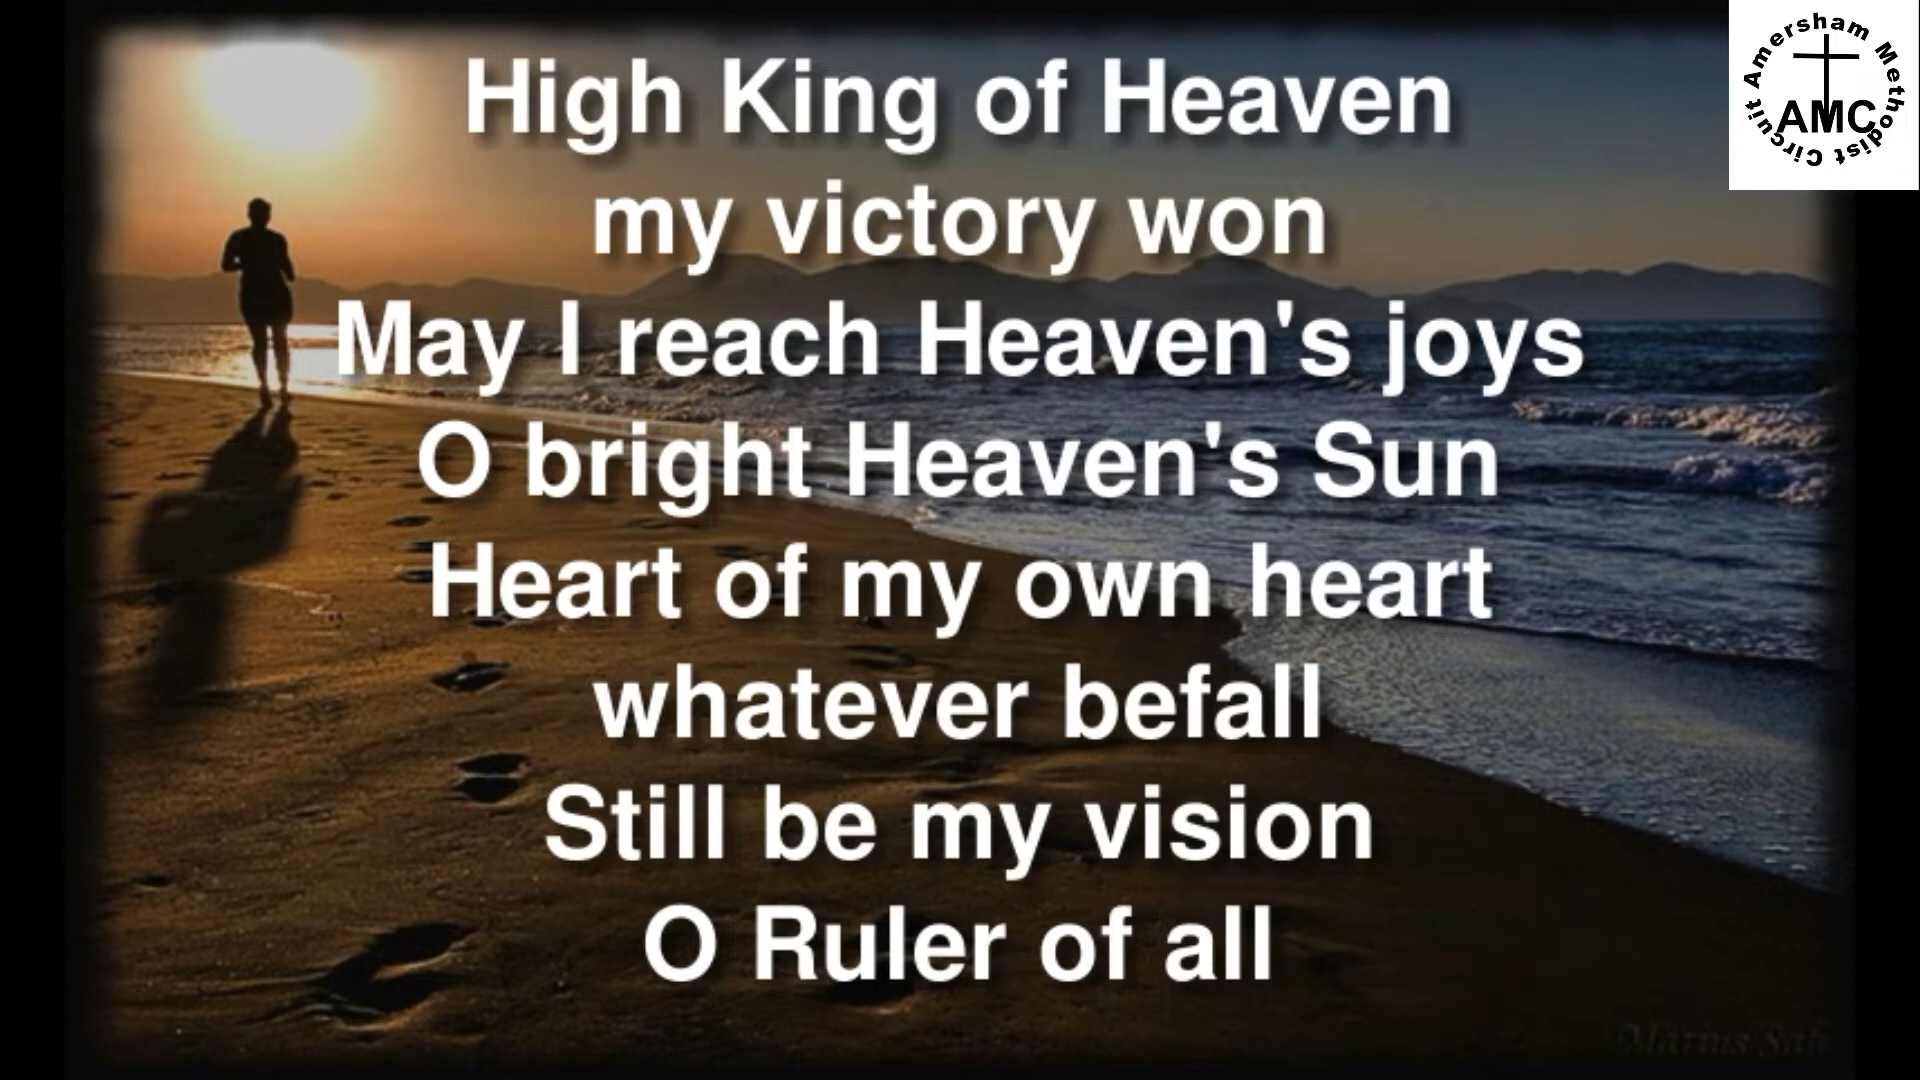 High King of Heaven
my victory won
May I reach Heaven's joys
O bright Heaven's Sun
Heart of my own heart
whatever befall
Still be my vision
O Ruler of all
Amersham Methodist Circuit
AMC